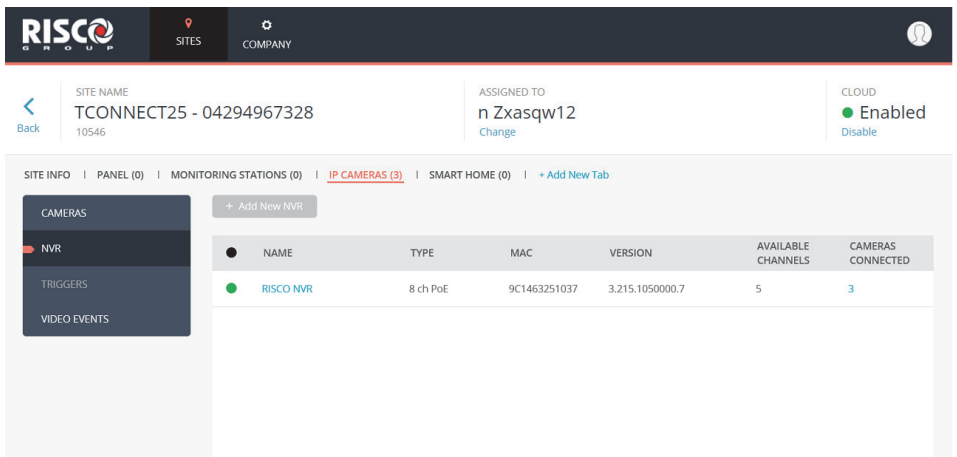 RISCO
GROUP
SITES
COMPANY
SITE NAME
TCONNECT25 - 04294967328
10546
ASSIGNED TO
n Zxasqw12
Change
CLOUD
Enabled
Disable
Back
SITE INFO | PANEL (0) | MONITORING STATIONS (0) | IP CAMERAS (3) | SMART HOME (0) | + Add New Tab
CAMERAS
NVR
TRIGGERS
VIDEO EVENTS
+ Add New NVR
NAME TYPE MAC VERSION AVAILABLE CHANNELS CAMERAS CONNECTED
RISCO NVR 8 ch PoE 9C1463251037 3.215.1050000.7 5 3